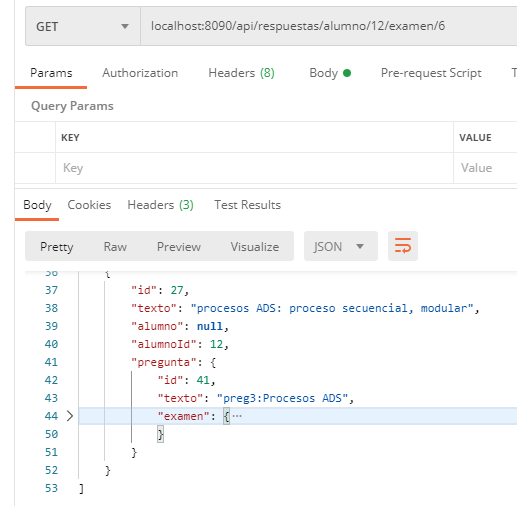 GET localhost:8090/api/respuestas/alumno/12/examen/6
Params Authorization Headers (8) Body Pre-request Script T
Query Params
KEY VALUE
Key Value
Body Cookies Headers (3) Test Results
Pretty Raw Preview Visualize JSON
36 {
37 "id": 27,
38 "texto": "procesos ADS: proceso secuencial, modular",
39 "alumno": null,
40 "alumnoId": 12,
41 "pregunta": {
42 "id": 41,
43 "texto": "preg3:Procesos ADS",
44 "examen": {...
50 }
51 }
52 }
53 ]